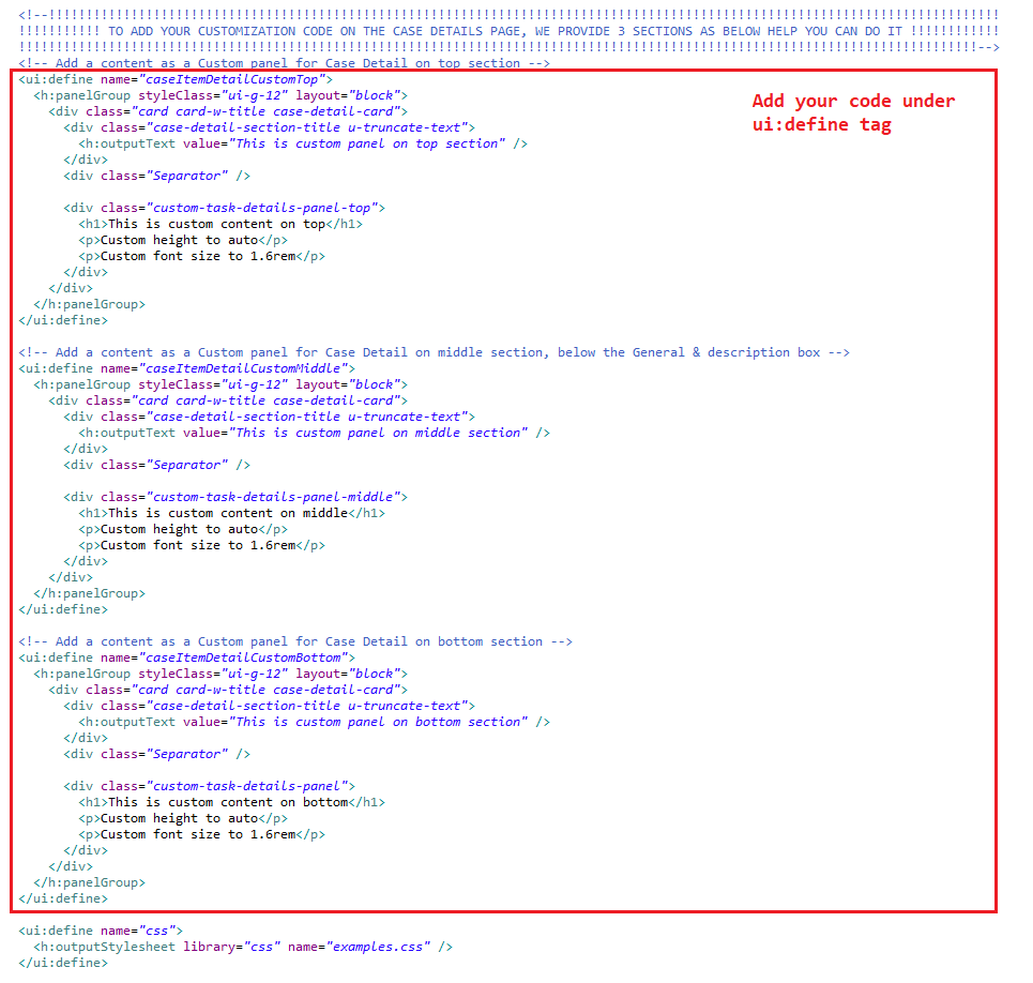 <!--!!!!!!!!!!!!!!!!!!!!!!!!!!!!!!!!!!!!!!!!!!!!!!!!!!!!!!!!!!!!!!!!!!!!!!!!!!!!!!!!!!!!!!!!!!!!!!!!!!!!!!!!!!!!!!!!!!!!!!!!!!!!!!!
!!!!!!!!!!! TO ADD YOUR CUSTOMIZATION CODE ON THE CASE DETAILS PAGE, WE PROVIDE 3 SECTIONS AS BELOW HELP YOU CAN DO IT !!!!!!!!!!!!
!!!!!!!!!!!!!!!!!!!!!!!!!!!!!!!!!!!!!!!!!!!!!!!!!!!!!!!!!!!!!!!!!!!!!!!!!!!!!!!!!!!!!!!!!!!!!!!!!!!!!!!!!!!!!!!!!!!!!!!!!!!!!!!!-->
<!-- Add a content as a Custom panel for Case Detail on top section -->
<ui:define name="caseItemDetailCustomTop">
  <h:panelGroup styleClass="ui-g-12" layout="block">
    <div class="card card-w-title case-detail-card">
      <div class="case-detail-section-title u-truncate-text">
        <h:outputText value="This is custom panel on top section" />
      </div>
      <div class="Separator" />

      <div class="custom-task-details-panel-top">
        <h1>This is custom content on top</h1>
        <p>Custom height to auto</p>
        <p>Custom font size to 1.6rem</p>
      </div>
    </div>
  </h:panelGroup>
</ui:define>
Add your code under
ui:define tag

<!-- Add a content as a Custom panel for Case Detail on middle section, below the General & description box -->
<ui:define name="caseItemDetailCustomMiddle">
  <h:panelGroup styleClass="ui-g-12" layout="block">
    <div class="card card-w-title case-detail-card">
      <div class="case-detail-section-title u-truncate-text">
        <h:outputText value="This is custom panel on middle section" />
      </div>
      <div class="Separator" />

      <div class="custom-task-details-panel-middle">
        <h1>This is custom content on middle</h1>
        <p>Custom height to auto</p>
        <p>Custom font size to 1.6rem</p>
      </div>
    </div>
  </h:panelGroup>
</ui:define>

<!-- Add a content as a Custom panel for Case Detail on bottom section -->
<ui:define name="caseItemDetailCustomBottom">
  <h:panelGroup styleClass="ui-g-12" layout="block">
    <div class="card card-w-title case-detail-card">
      <div class="case-detail-section-title u-truncate-text">
        <h:outputText value="This is custom panel on bottom section" />
      </div>
      <div class="Separator" />

      <div class="custom-task-details-panel">
        <h1>This is custom content on bottom</h1>
        <p>Custom height to auto</p>
        <p>Custom font size to 1.6rem</p>
      </div>
    </div>
  </h:panelGroup>
</ui:define>

<ui:define name="css">
  <h:outputStylesheet library="css" name="examples.css" />
</ui:define>